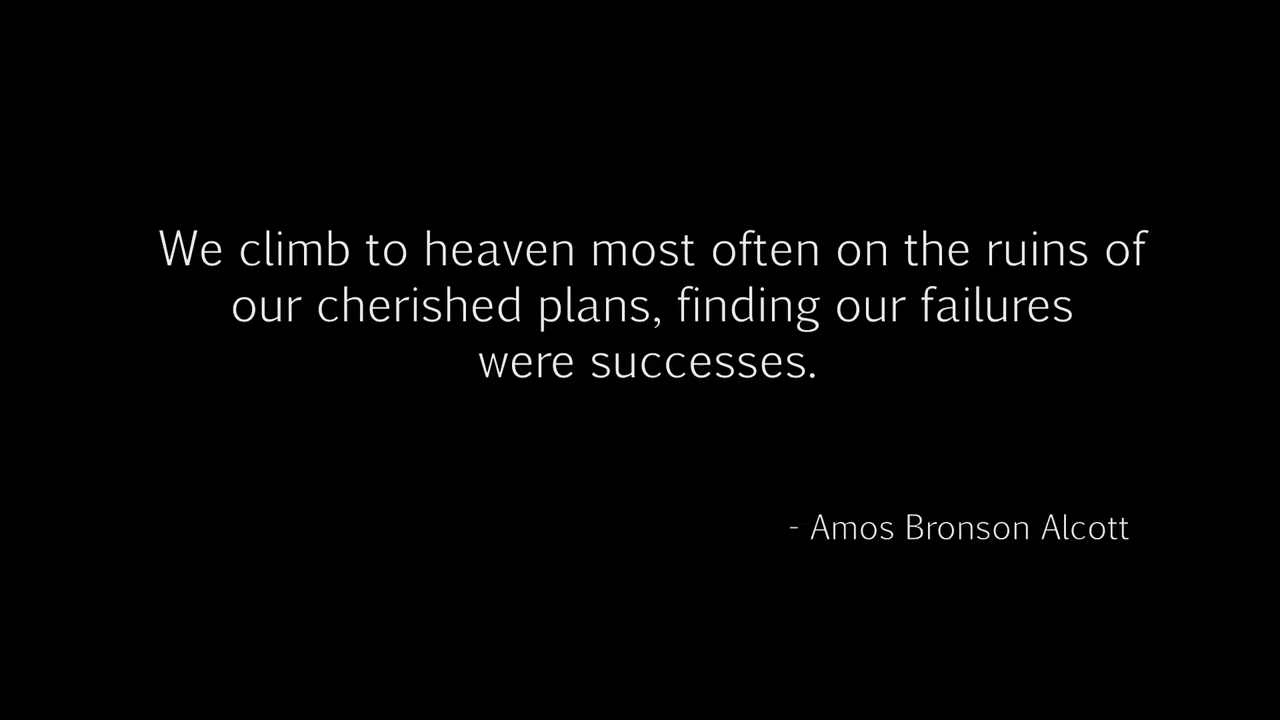 We climb to heaven most often on the ruins of
our cherished plans, finding our failures
were successes.
- Amos Bronson Alcott